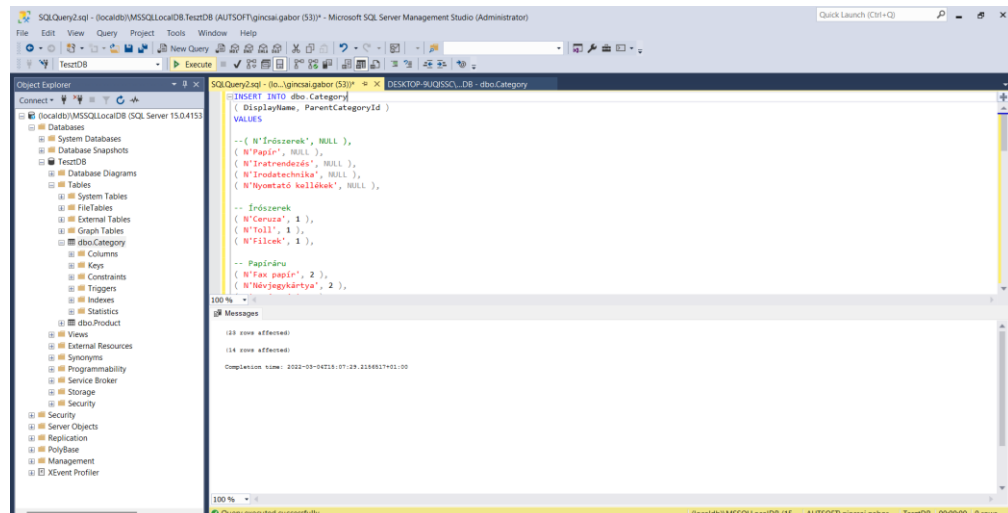 SQLQuery2.sql - (localdb)\MSSQLLocalDB.TesztDB (AUTSOFT\gincsai.gabor (53))* - Microsoft SQL Server Management Studio (Administrator)
Quick Launch (Ctrl+Q)
File Edit View Query Project Tools Window Help
New Query
TesztDB
Execute
Object Explorer
Connect
(localdb)\MSSQLLocalDB (SQL Server 15.0.4153
Databases
System Databases
Database Snapshots
TesztDB
Database Diagrams
Tables
System Tables
FileTables
External Tables
Graph Tables
dbo.Category
Columns
Keys
Constraints
Triggers
Indexes
Statistics
dbo.Product
Views
External Resources
Synonyms
Programmability
Service Broker
Storage
Security
Security
Server Objects
Replication
PolyBase
Management
XEvent Profiler
SQLQuery2.sql - (lo...\gincsai.gabor (53))*
DESKTOP-9UQISSC\...DB - dbo.Category
INSERT INTO dbo.Category
( DisplayName, ParentCategoryId )
VALUES
--( N'Írószerek', NULL ),
( N'Papír', NULL ),
( N'Iratrendezés', NULL ),
( N'Irodatechnika', NULL ),
( N'Nyomtató kellékek', NULL ),
-- Írószerek
( N'Ceruza', 1 ),
( N'Toll', 1 ),
( N'Filcek', 1 ),
-- Papíráru
( N'Fax papír', 2 ),
( N'Névjegykártya', 2 ),
100 %
Messages
(23 rows affected)
(14 rows affected)
Completion time: 2022-03-04T15:07:29.2156517+01:00
100 %